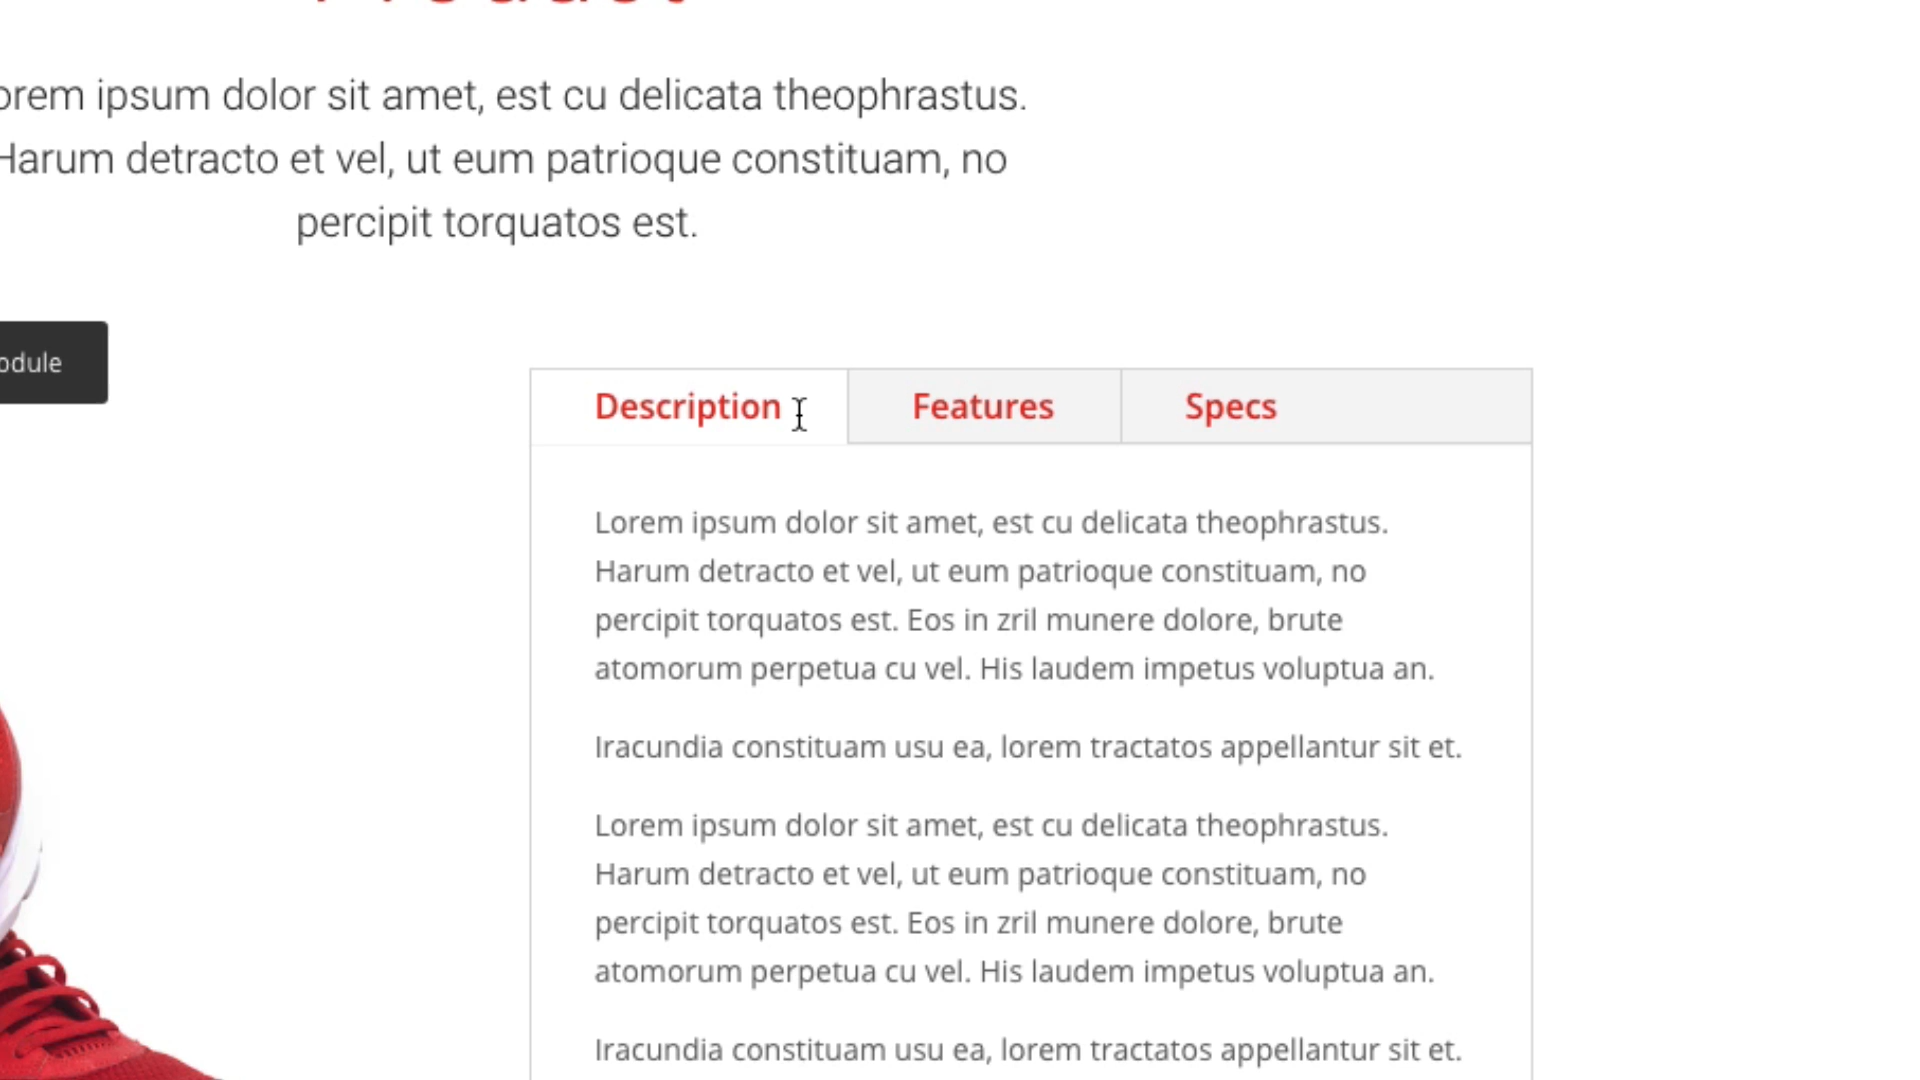 orem ipsum dolor sit amet, est cu delicata theophrastus.
Harum detracto et vel, ut eum patrioque constituam, no
percipit torquatos est.
odule
Description
Features
Specs
Lorem ipsum dolor sit amet, est cu delicata theophrastus.
Harum detracto et vel, ut eum patrioque constituam, no
percipit torquatos est. Eos in zril munere dolore, brute
atomorum perpetua cu vel. His laudem impetus voluptua an.
Iracundia constituam usu ea, lorem tractatos appellantur sit et.
Lorem ipsum dolor sit amet, est cu delicata theophrastus.
Harum detracto et vel, ut eum patrioque constituam, no
percipit torquatos est. Eos in zril munere dolore, brute
atomorum perpetua cu vel. His laudem impetus voluptua an.
Iracundia constituam usu ea, lorem tractatos appellantur sit et.